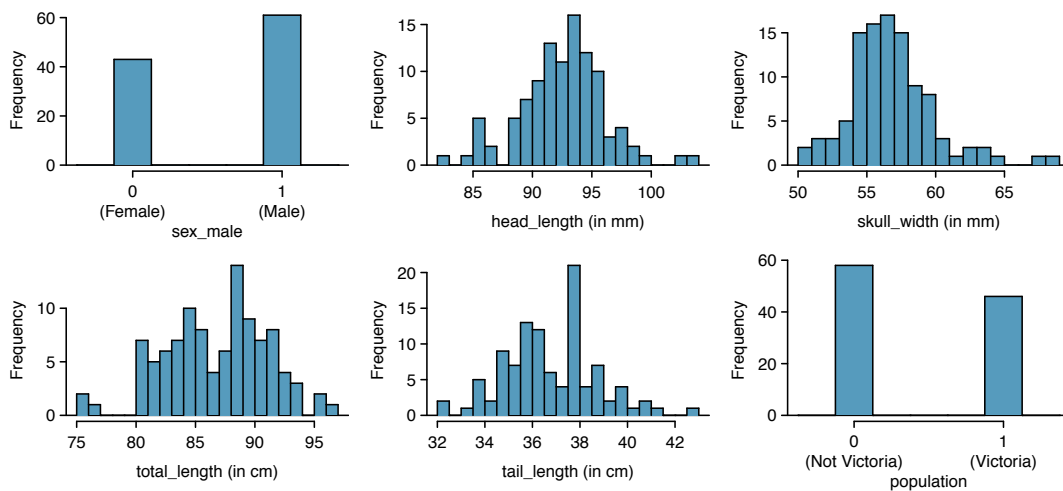 Frequency
60
40
20
0
0
(Female)
1
(Male)
sex_male
Frequency
15
10
5
0
85 90 95 100
head_length (in mm)
Frequency
15
10
5
0
50 55 60 65
skull_width (in mm)
Frequency
10
5
0
75 80 85 90 95
total_length (in cm)
Frequency
20
15
10
5
0
32 34 36 38 40 42
tail_length (in cm)
Frequency
60
40
20
0
0
(Not Victoria)
1
(Victoria)
population